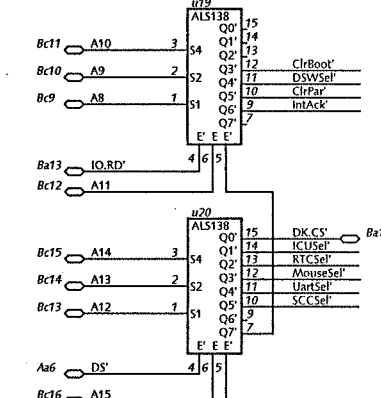 u19
ALS138
Q0' 15
Q1' 14
Bc11 A10 3 S4 Q2' 13
Q3' 12 ClrBoot'
Bc10 A9 2 S2 Q4' 11 DSWSel'
Q5' 10 ClrPar'
Bc9 A8 1 S1 Q6' 9 IntAck'
Q7' 7
E' E E'
4 6 5
Ba13 IO.RD'
Bc12 A11
u20
ALS138
Q0' 15 DK.CS'
Bc15 A14 3 S4 Q1' 14 ICUSel'
Q2' 13 RTCSel'
Bc14 A13 2 S2 Q3' 12 MouseSel'
Q4' 11 UartSel'
Bc13 A12 1 S1 Q5' 10 SCCSel'
Q6' 9
Q7' 7
E' E E'
Aa6 DS' 4 6 5
Bc16 A15